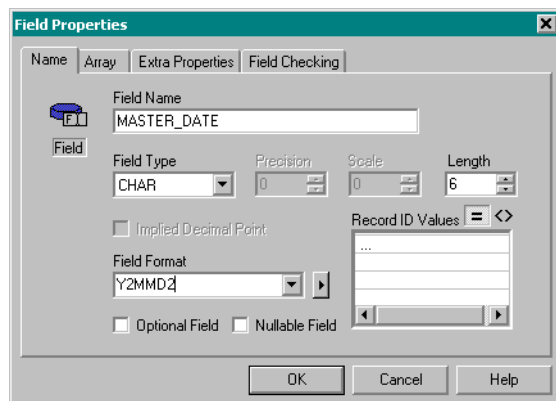 Field Properties
Name Array Extra Properties Field Checking
Field Name
F
MASTER_DATE
Field
Field Type Precision Scale Length
CHAR 0 0 6
Implied Decimal Point
Record ID Values = <>
...
Field Format
Y2MMD2
Optional Field Nullable Field
OK Cancel Help